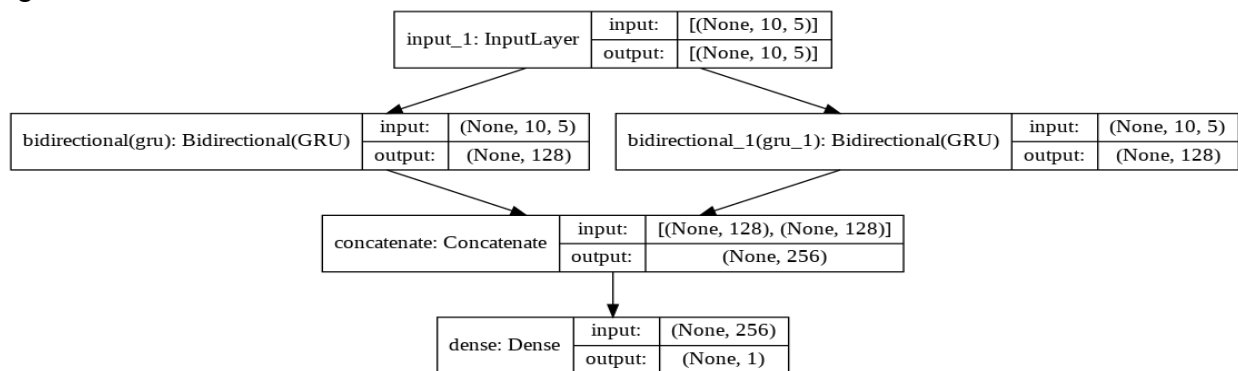 input_1: InputLayer
input:
[(None, 10, 5)]
output:
[(None, 10, 5)]
bidirectional(gru): Bidirectional(GRU)
input:
(None, 10, 5)
output:
(None, 128)
bidirectional_1(gru_1): Bidirectional(GRU)
input:
(None, 10, 5)
output:
(None, 128)
concatenate: Concatenate
input:
[(None, 128), (None, 128)]
output:
(None, 256)
dense: Dense
input:
(None, 256)
output:
(None, 1)